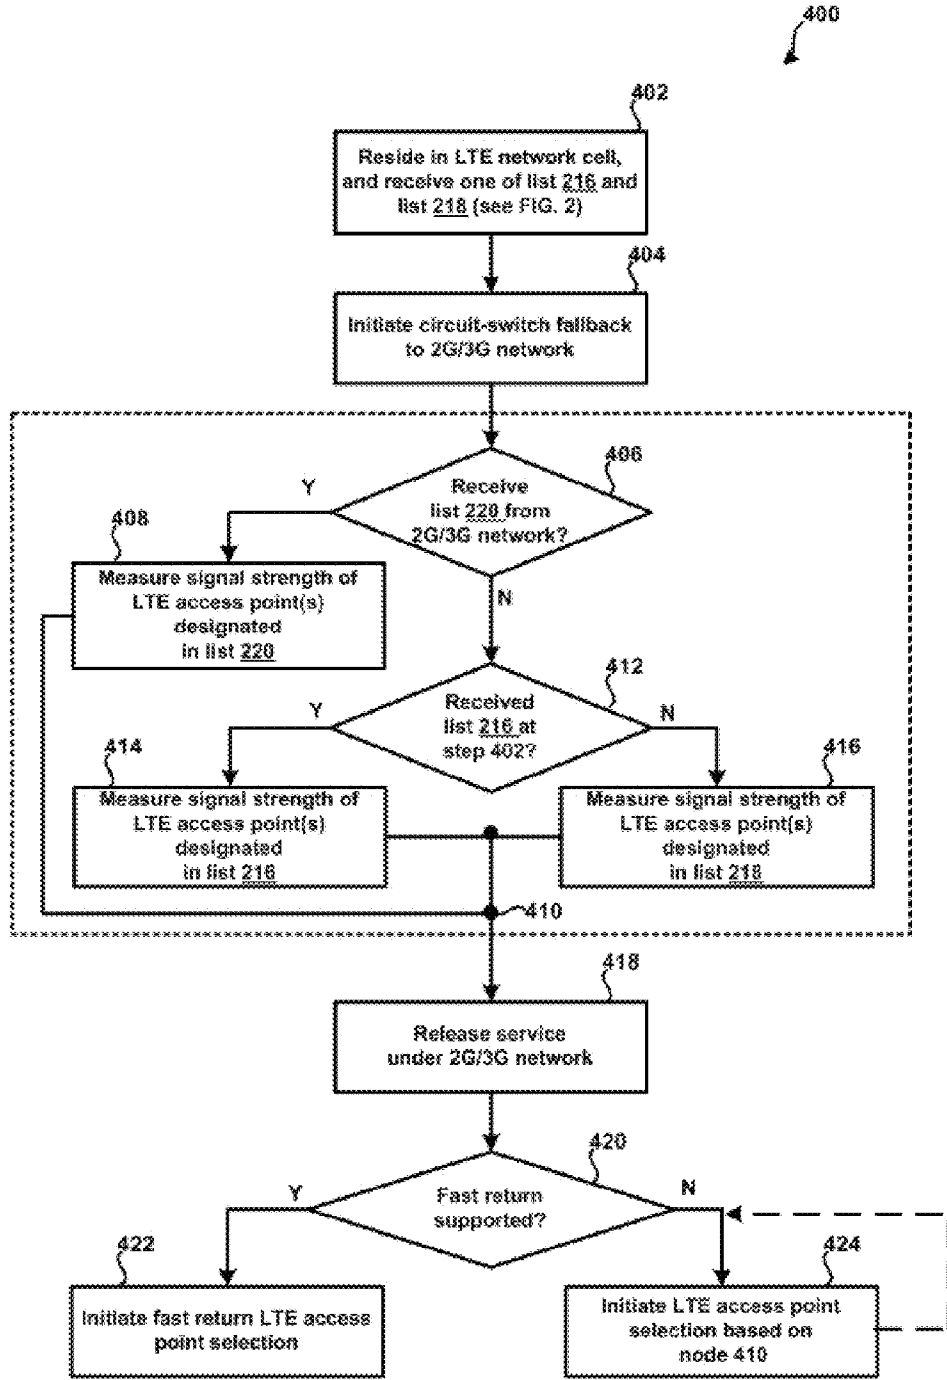 400
402
Reside in LTE network cell,
and receive one of list 216 and
list 218 (see FIG. 2)
404
Initiate circuit-switch fallback
to 2G/3G network
406
Receive
list 220 from
2G/3G network?
Y
N
408
Measure signal strength of
LTE access point(s)
designated
in list 220
412
Received
list 216 at
step 402?
Y
N
414
Measure signal strength of
LTE access point(s)
designated
in list 216
416
Measure signal strength of
LTE access point(s)
designated
in list 218
410
418
Release service
under 2G/3G network
420
Fast return
supported?
Y
N
422
Initiate fast return LTE access
point selection
424
Initiate LTE access point
selection based on
node 410